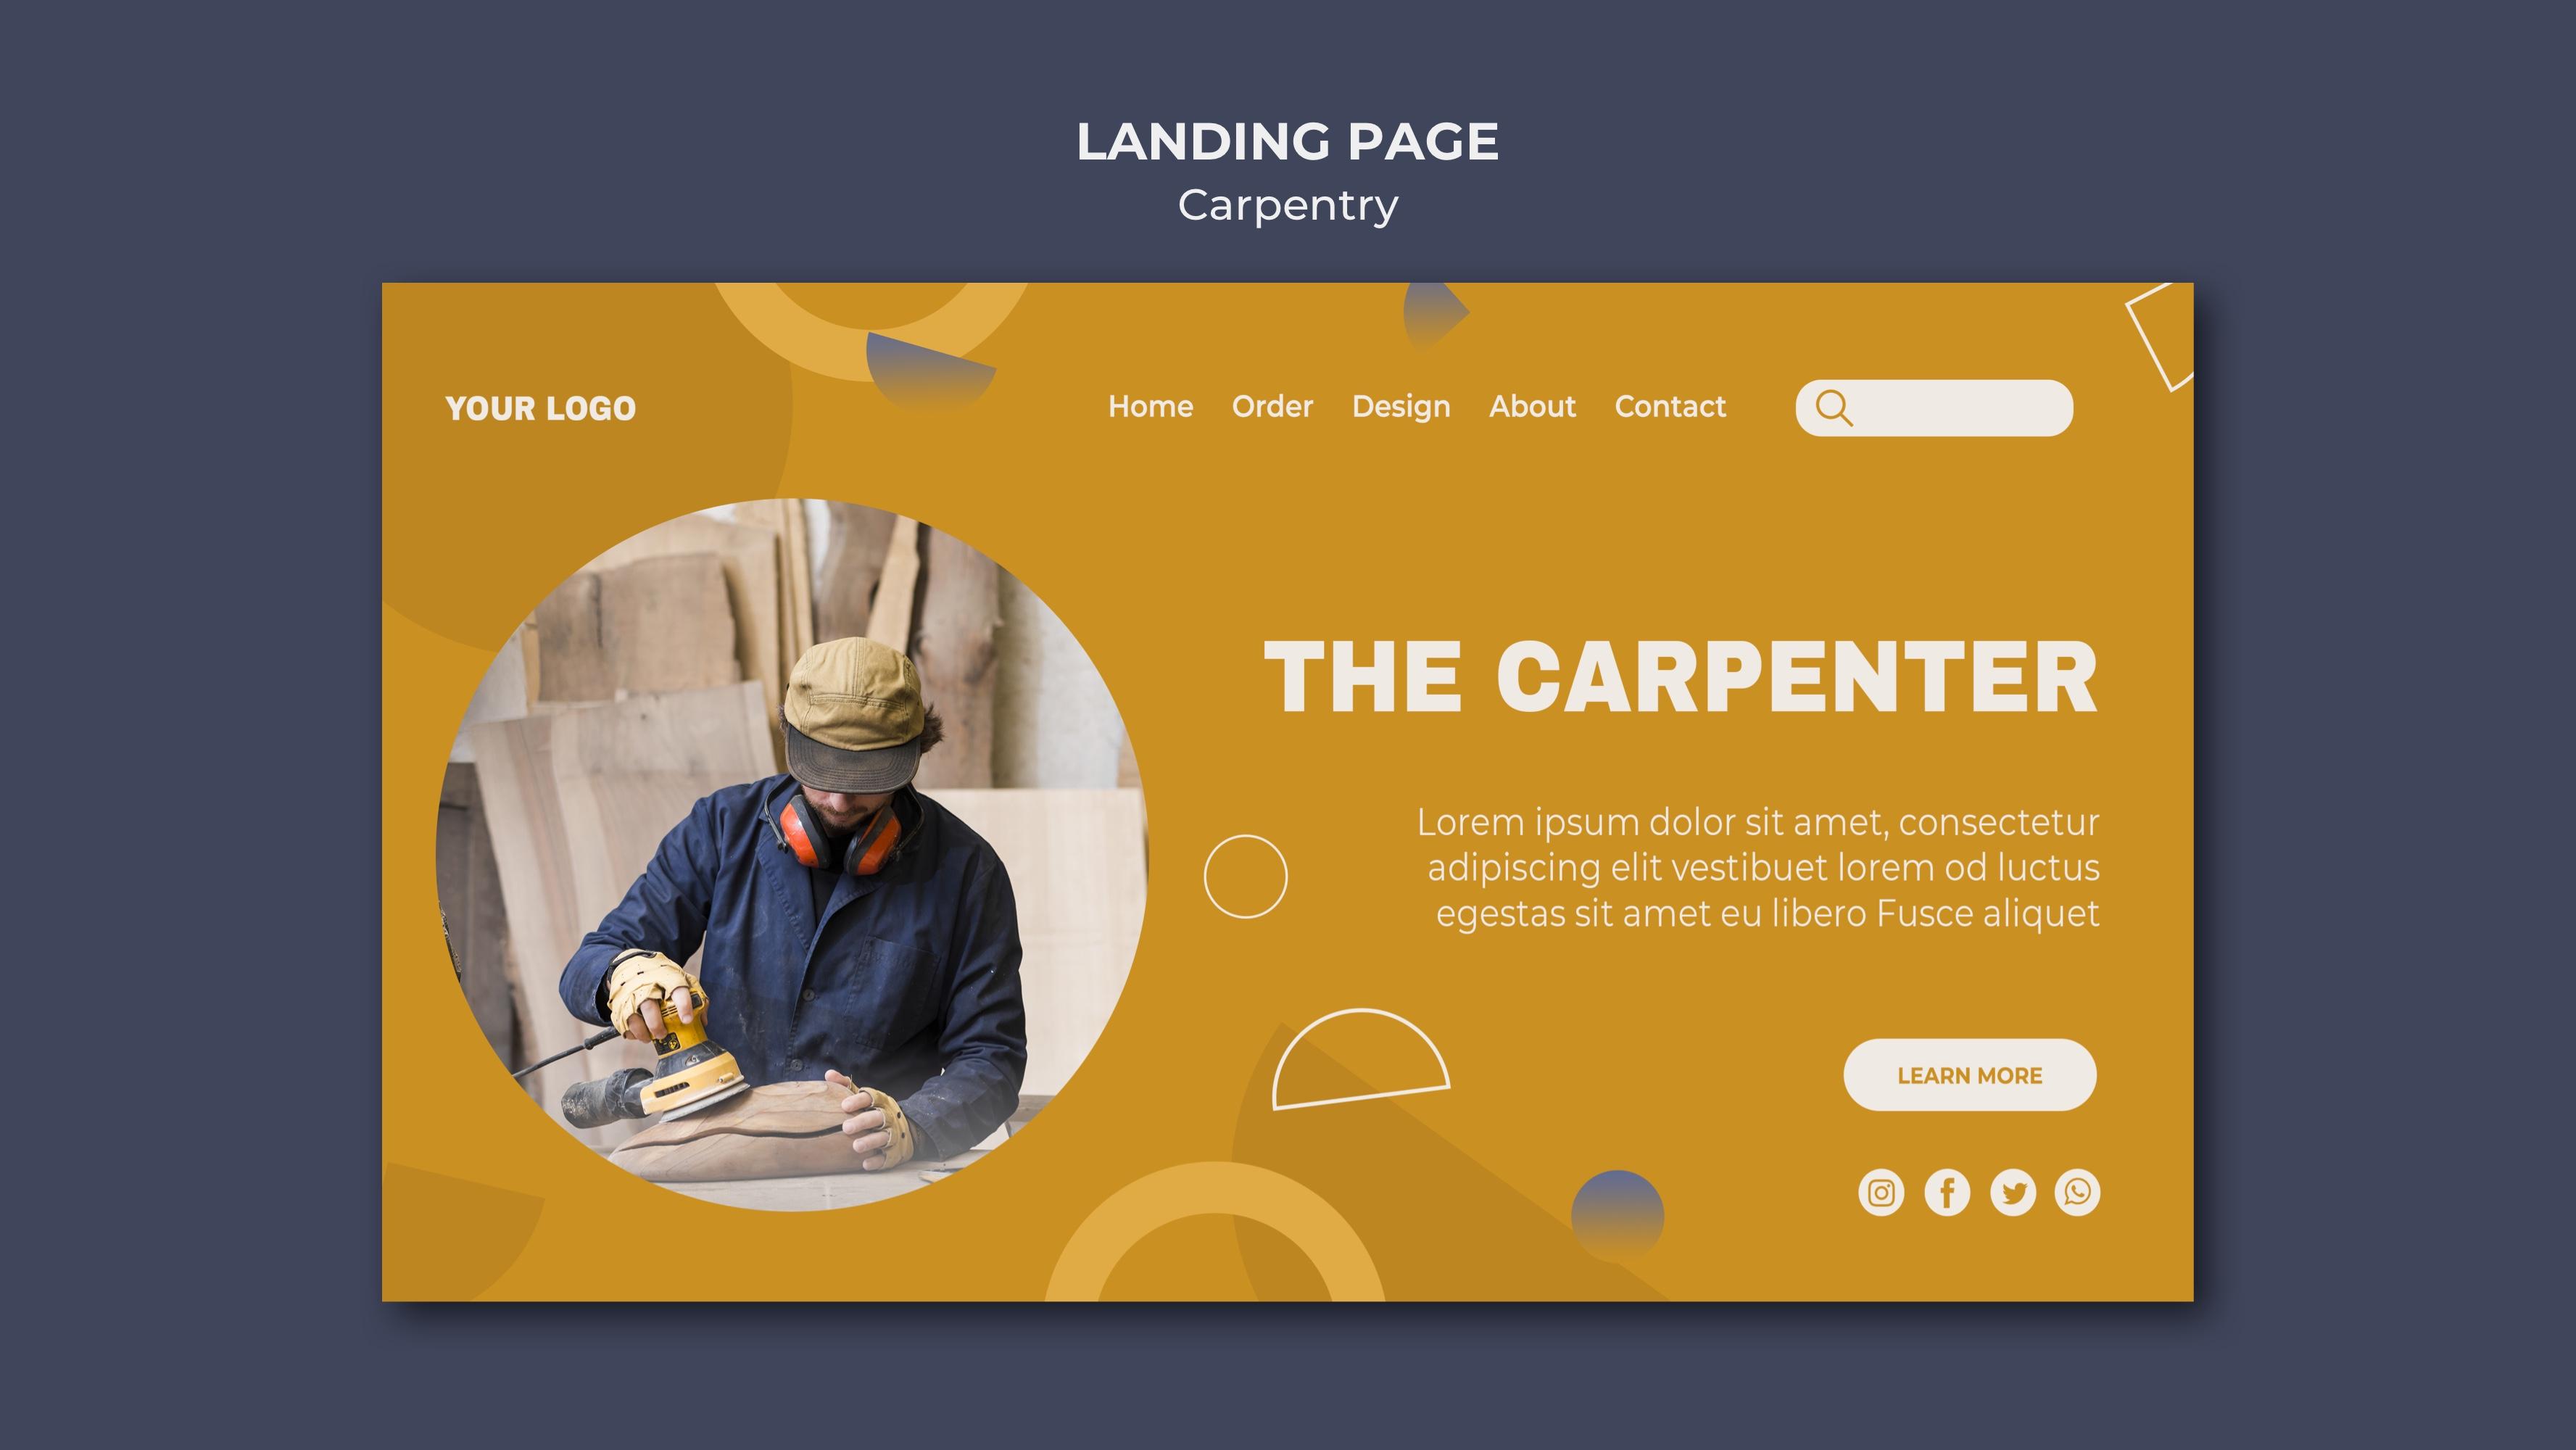 LANDING PAGE
Carpentry
YOUR LOGO
Home Order Design About Contact
THE CARPENTER
Lorem ipsum dolor sit amet, consectetur
adipiscing elit vestibuet lorem od luctus
egestas sit amet eu libero Fusce aliquet
LEARN MORE